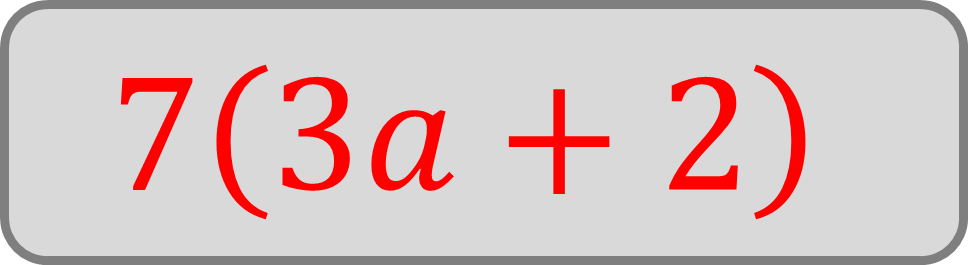 7(3𝑎 + 2)